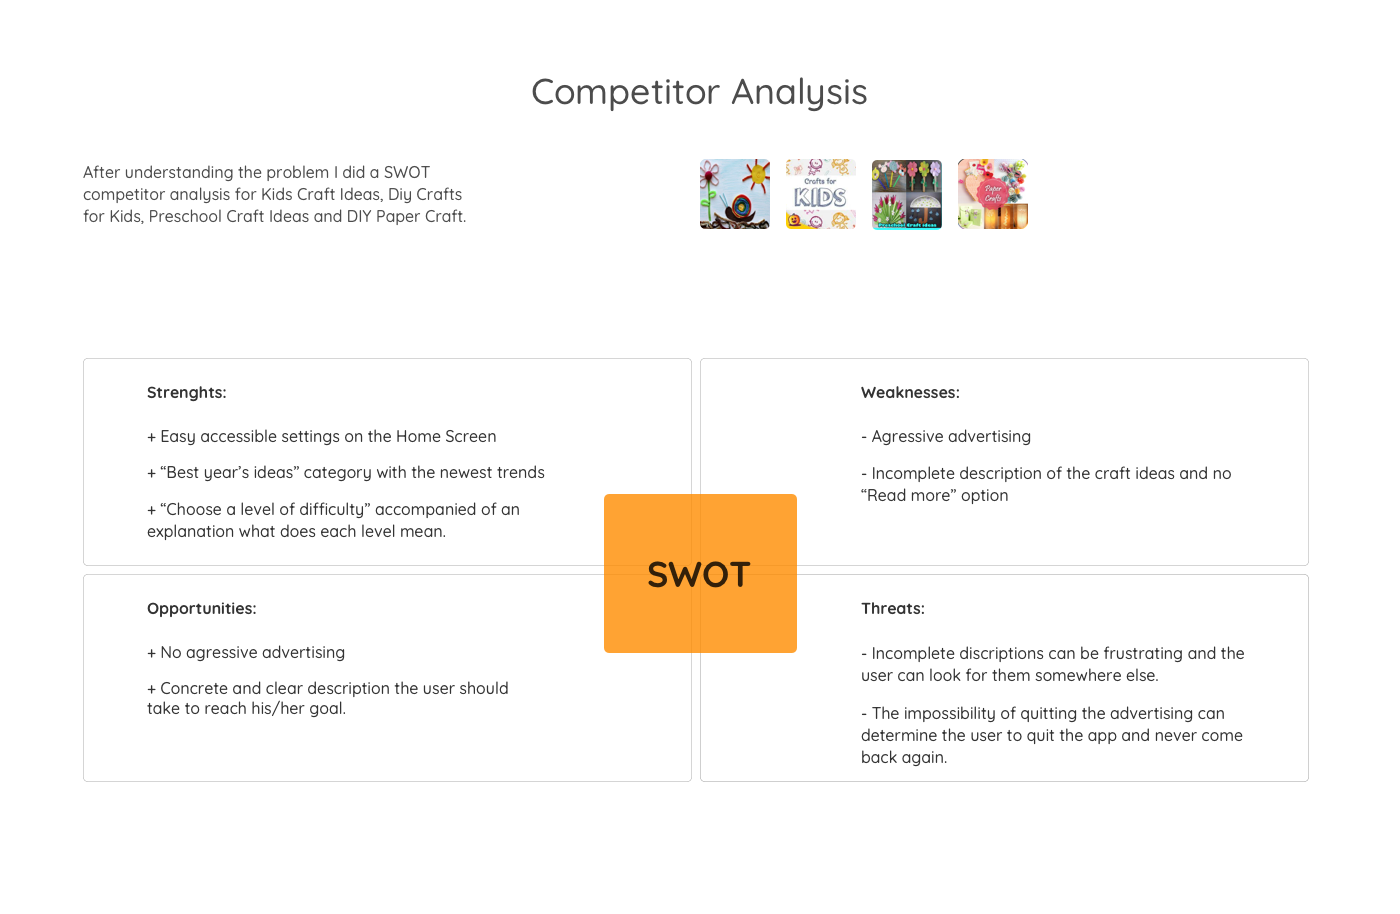 Competitor Analysis
After understanding the problem I did a SWOT
competitor analysis for Kids Craft Ideas, Diy Crafts
for Kids, Preschool Craft Ideas and DIY Paper Craft.
Crafts for
KIDS
Preschool Craft Ideas
Paper
Crafts
Strenghts:
+ Easy accessible settings on the Home Screen
+ “Best year’s ideas” category with the newest trends
+ “Choose a level of difficulty” accompanied of an
explanation what does each level mean.
Weaknesses:
- Agressive advertising
- Incomplete description of the craft ideas and no
“Read more” option
SWOT
Opportunities:
+ No agressive advertising
+ Concrete and clear description the user should
take to reach his/her goal.
Threats:
- Incomplete discriptions can be frustrating and the
user can look for them somewhere else.
- The impossibility of quitting the advertising can
determine the user to quit the app and never come
back again.